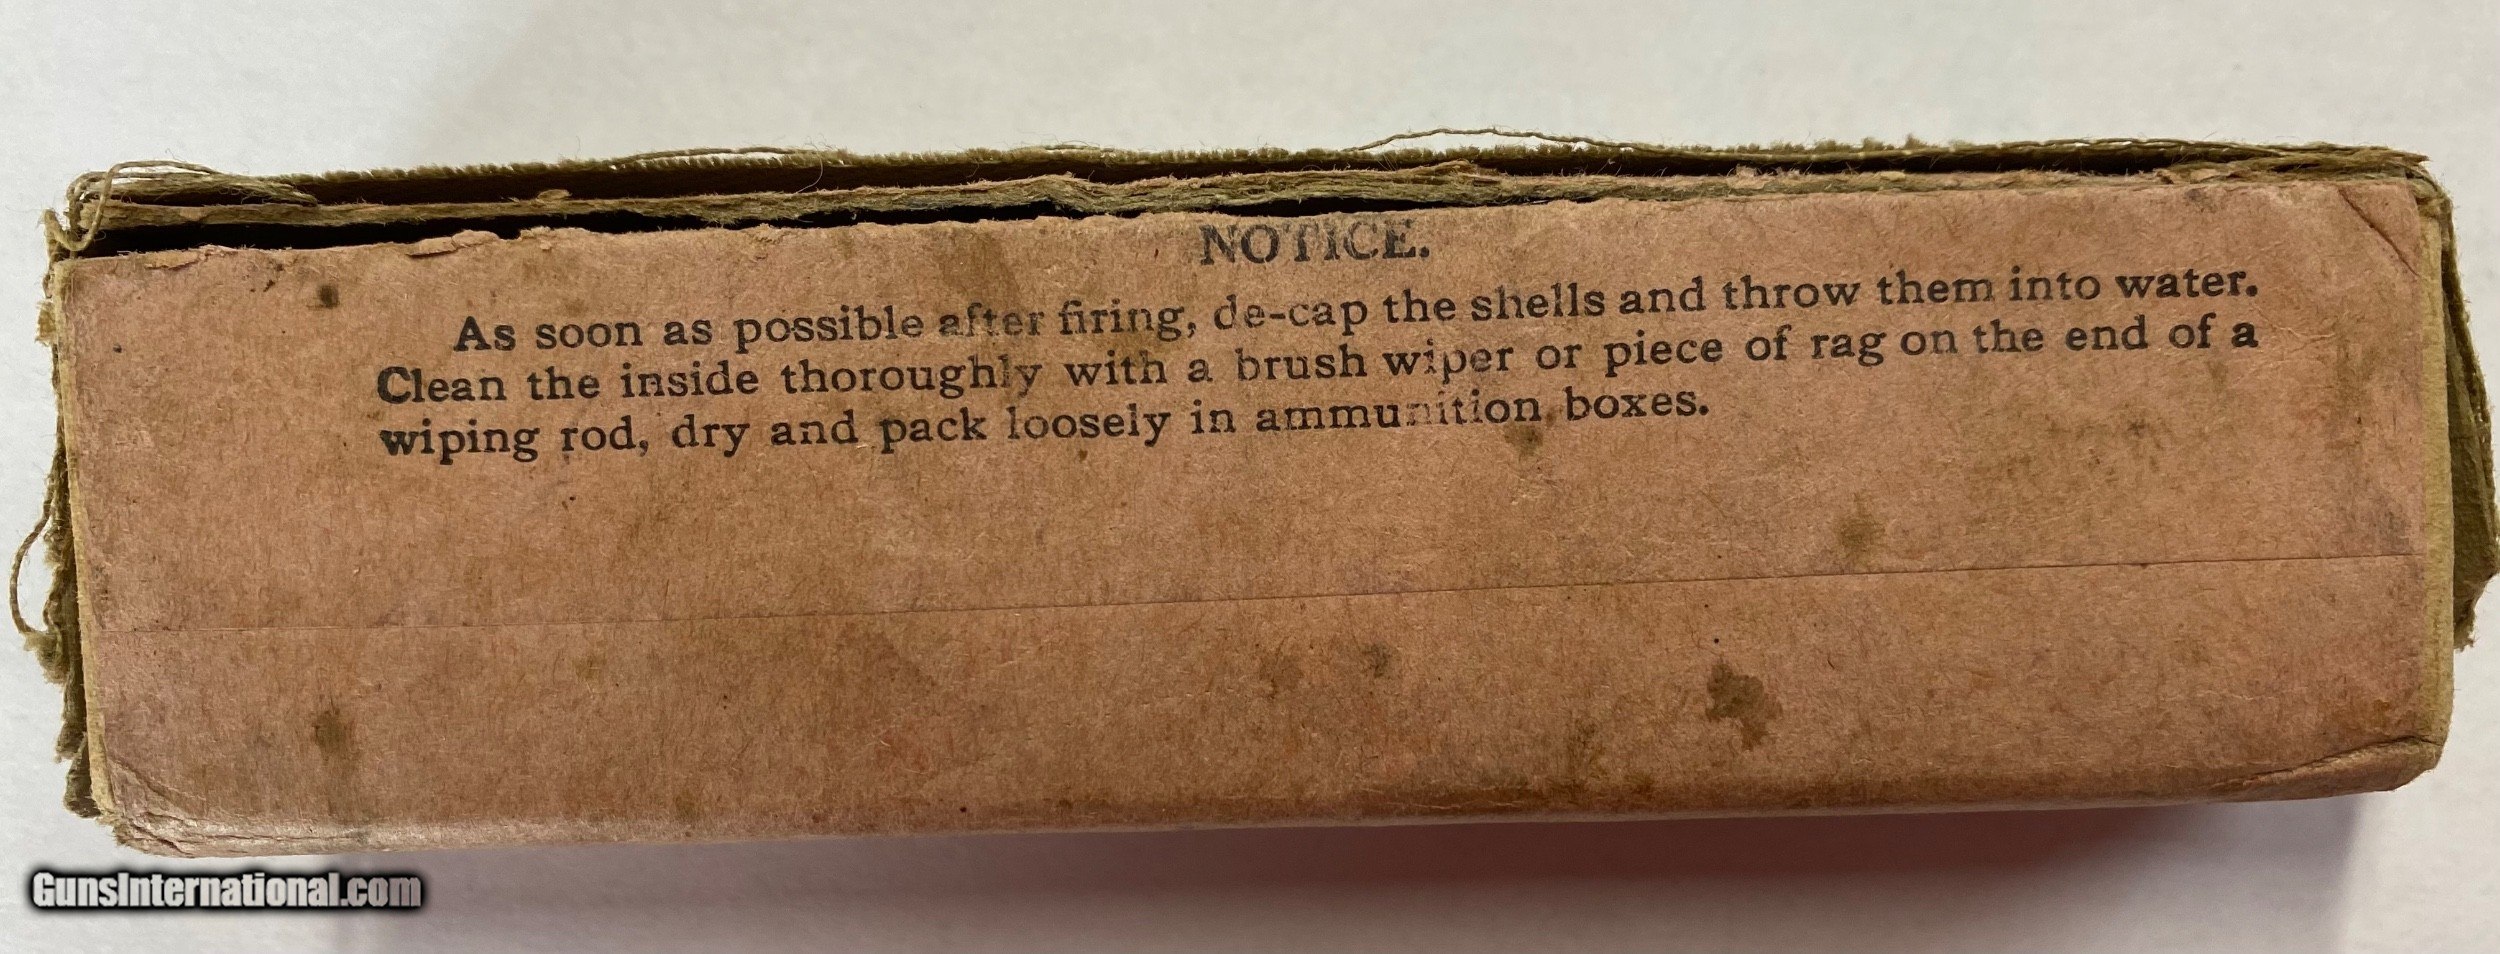 NOTICE.
As soon as possible after firing, de-cap the shells and throw them into water.
Clean the inside thoroughly with a brush wiper or piece of rag on the end of a
wiping rod, dry and pack loosely in ammunition boxes.
GunsInternational.com